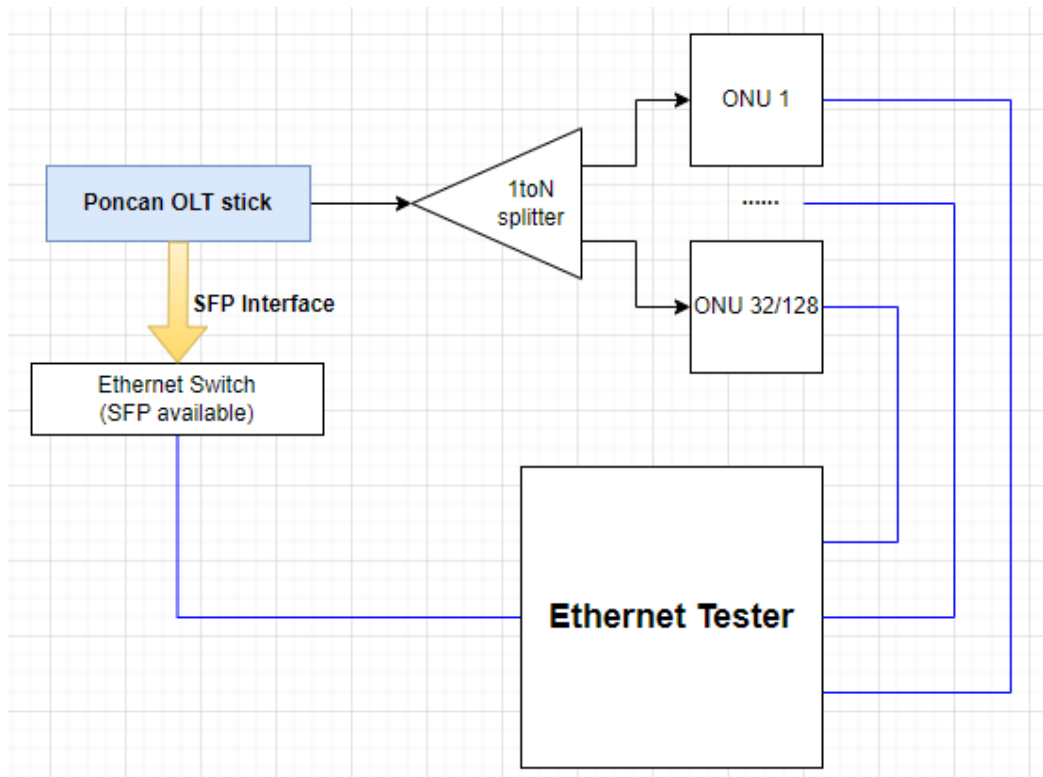 ONU 1
Poncan OLT stick
1toN
splitter
......
SFP Interface
ONU 32/128
Ethernet Switch
(SFP available)
Ethernet Tester